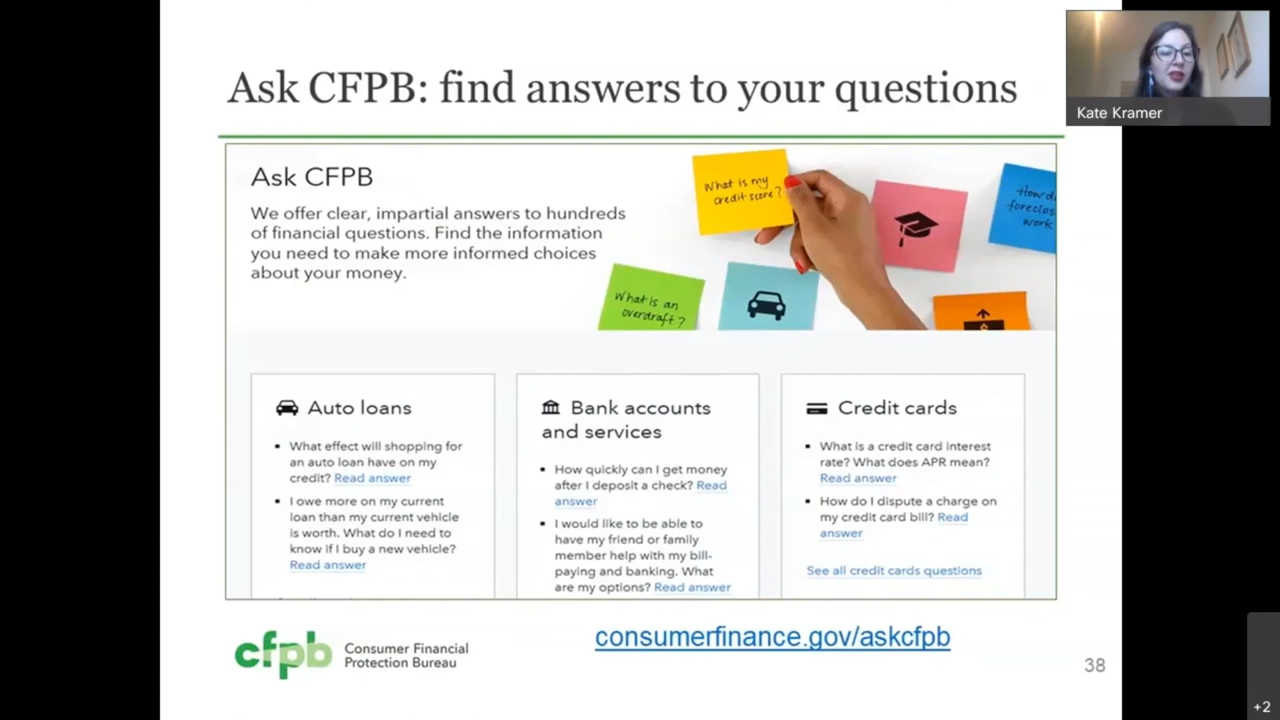 Ask CFPB: find answers to your questions
Kate Kramer
Ask CFPB
We offer clear, impartial answers to hundreds
of financial questions. Find the information
you need to make more informed choices
about your money.
What is my
credit score?
How d
foreclos
work
What is an
overdraft?
$
Auto loans
What effect will shopping for
an auto loan have on my
credit? Read answer
I owe more on my current
loan than my current vehicle
is worth. What do I need to
know if I buy a new vehicle?
Read answer
Bank accounts
and services
How quickly can I get money
after I deposit a check? Read
answer
I would like to be able to
have my friend or family
member help with my bill-
paying and banking. What
are my options? Read answer
Credit cards
What is a credit card interest
rate? What does APR mean?
Read answer
How do I dispute a charge on
my credit card bill? Read
answer
See all credit cards questions
cfpb
Consumer Financial
Protection Bureau
consumerfinance.gov/askcfpb
38
+2